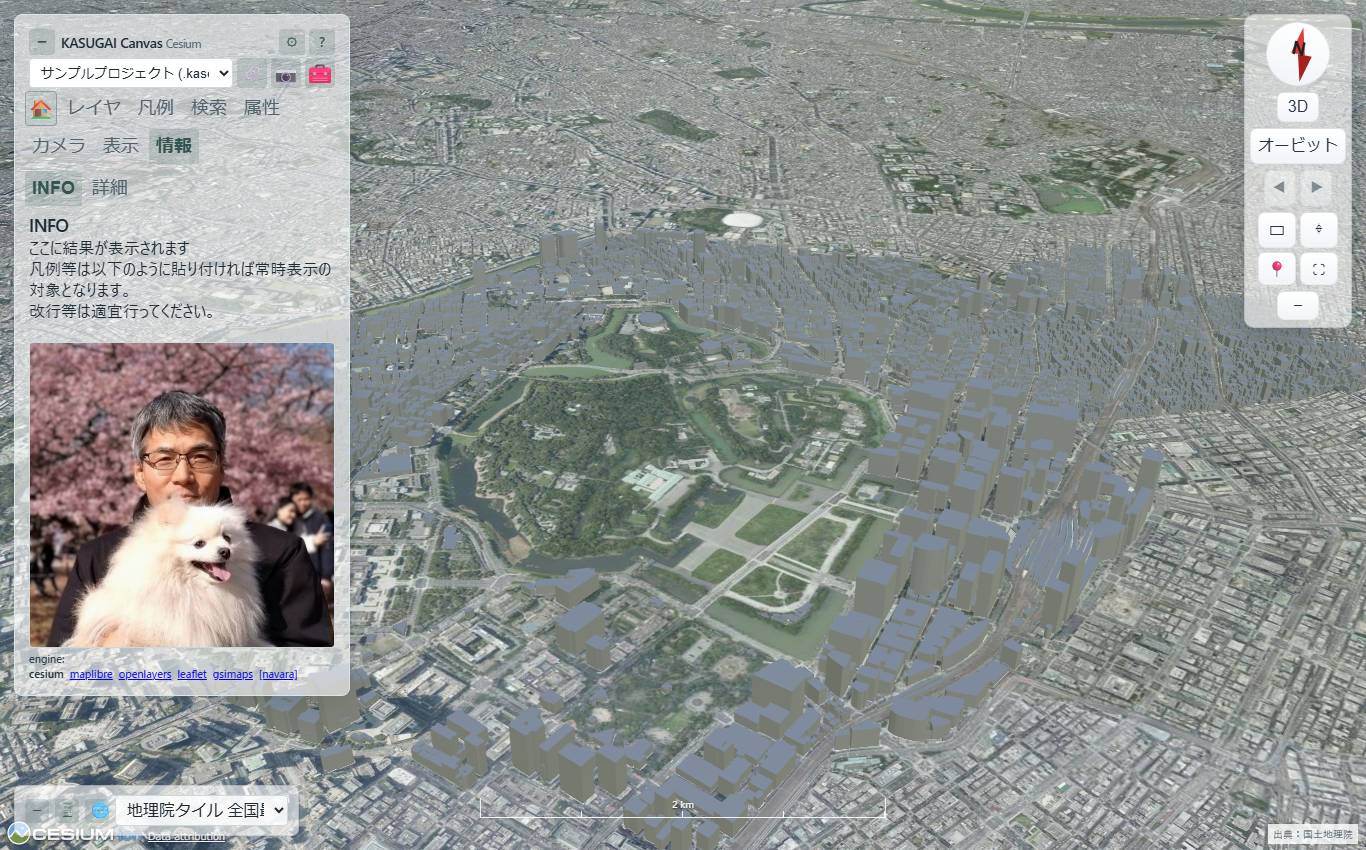 − KASUGAI Canvas Cesium ?
サンプルプロジェクト (.kas
レイヤ 凡例 検索 属性
カメラ 表示 情報
INFO 詳細
INFO
ここに結果が表示されます
凡例等は以下のように貼り付ければ常時表示の
対象となります。
改行等は適宜行ってください。
engine:
cesium maplibre openlayers leaflet gsimaps [navara]
N
3D
オービット
−
2 km
− 地理院タイル 全国
CESIUM ion Data attribution
出典：国土地理院